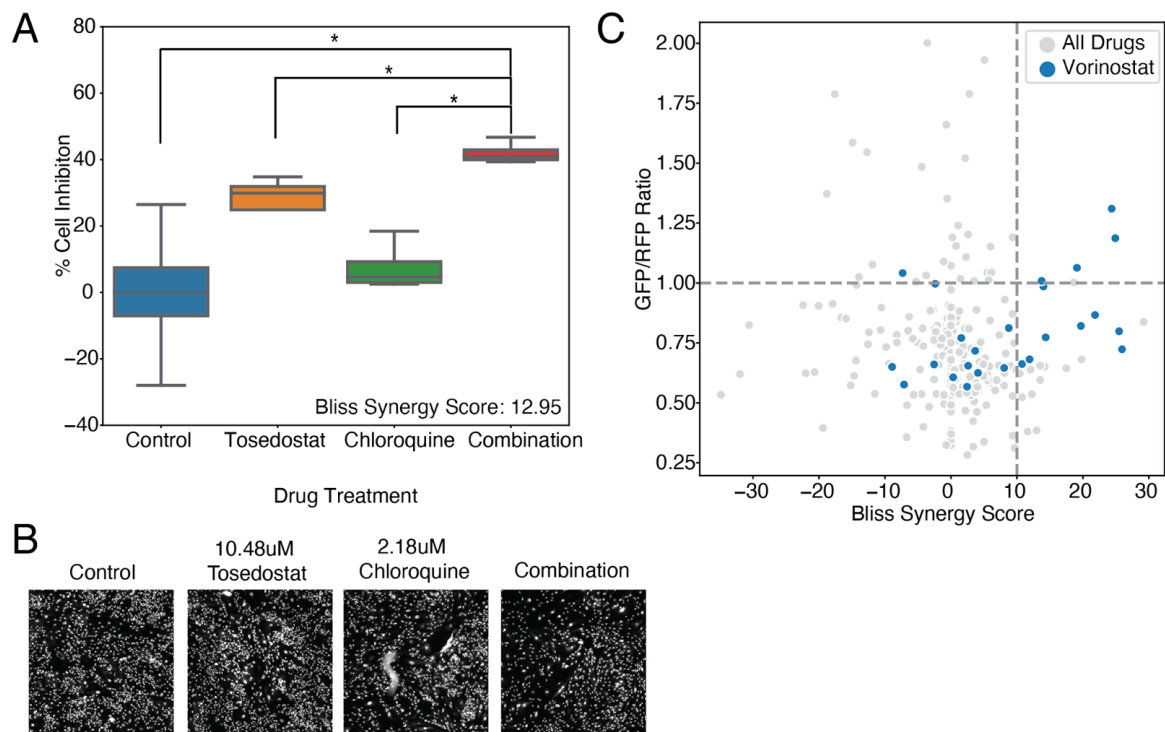 A
80
60
40
20
0
−20
−40
% Cell Inhibiton
*
*
*
Bliss Synergy Score: 12.95
Control Tosedostat Chloroquine Combination
Drug Treatment
B
Control
10.48uM
Tosedostat
2.18uM
Chloroquine
Combination
C
2.00
1.75
1.50
1.25
1.00
0.75
0.50
0.25
GFP/RFP Ratio
All Drugs
Vorinostat
−30 −20 −10 0 10 20 30
Bliss Synergy Score